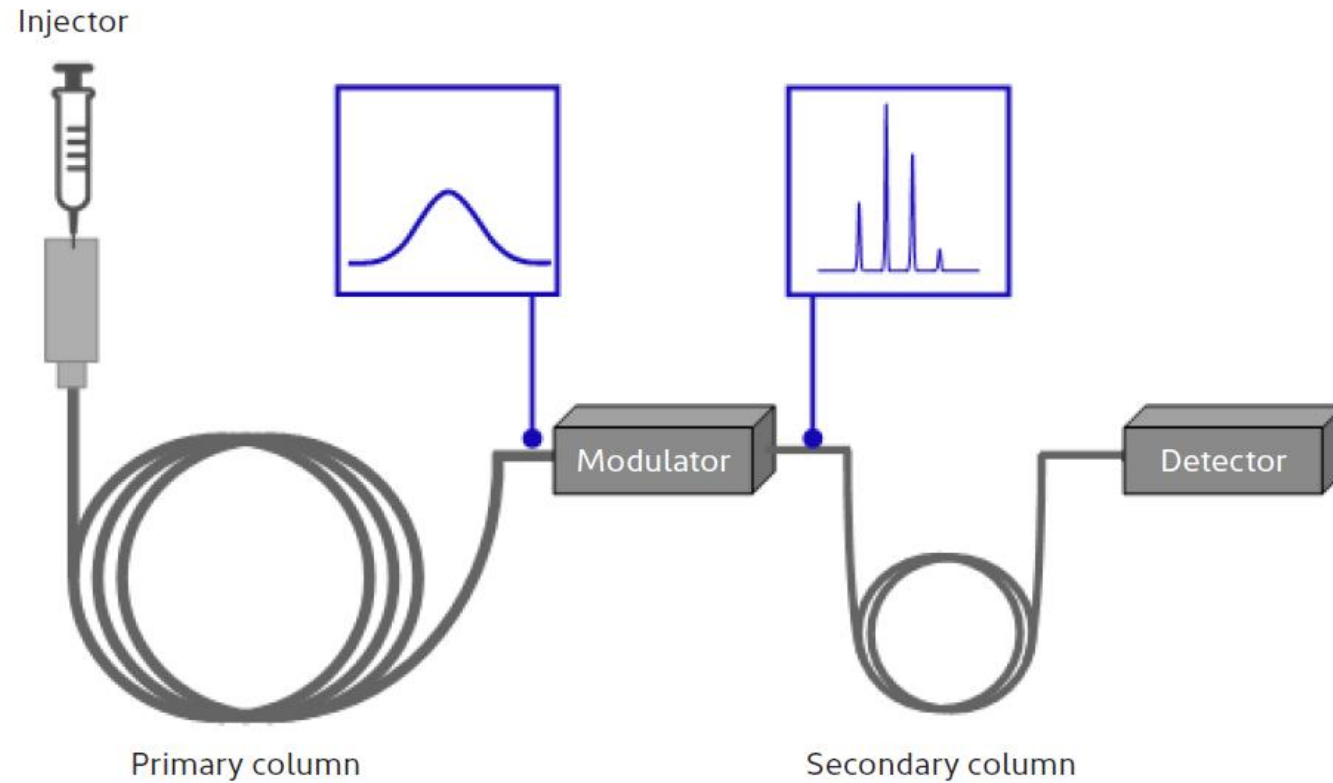 Injector
Modulator
Detector
Primary column
Secondary column